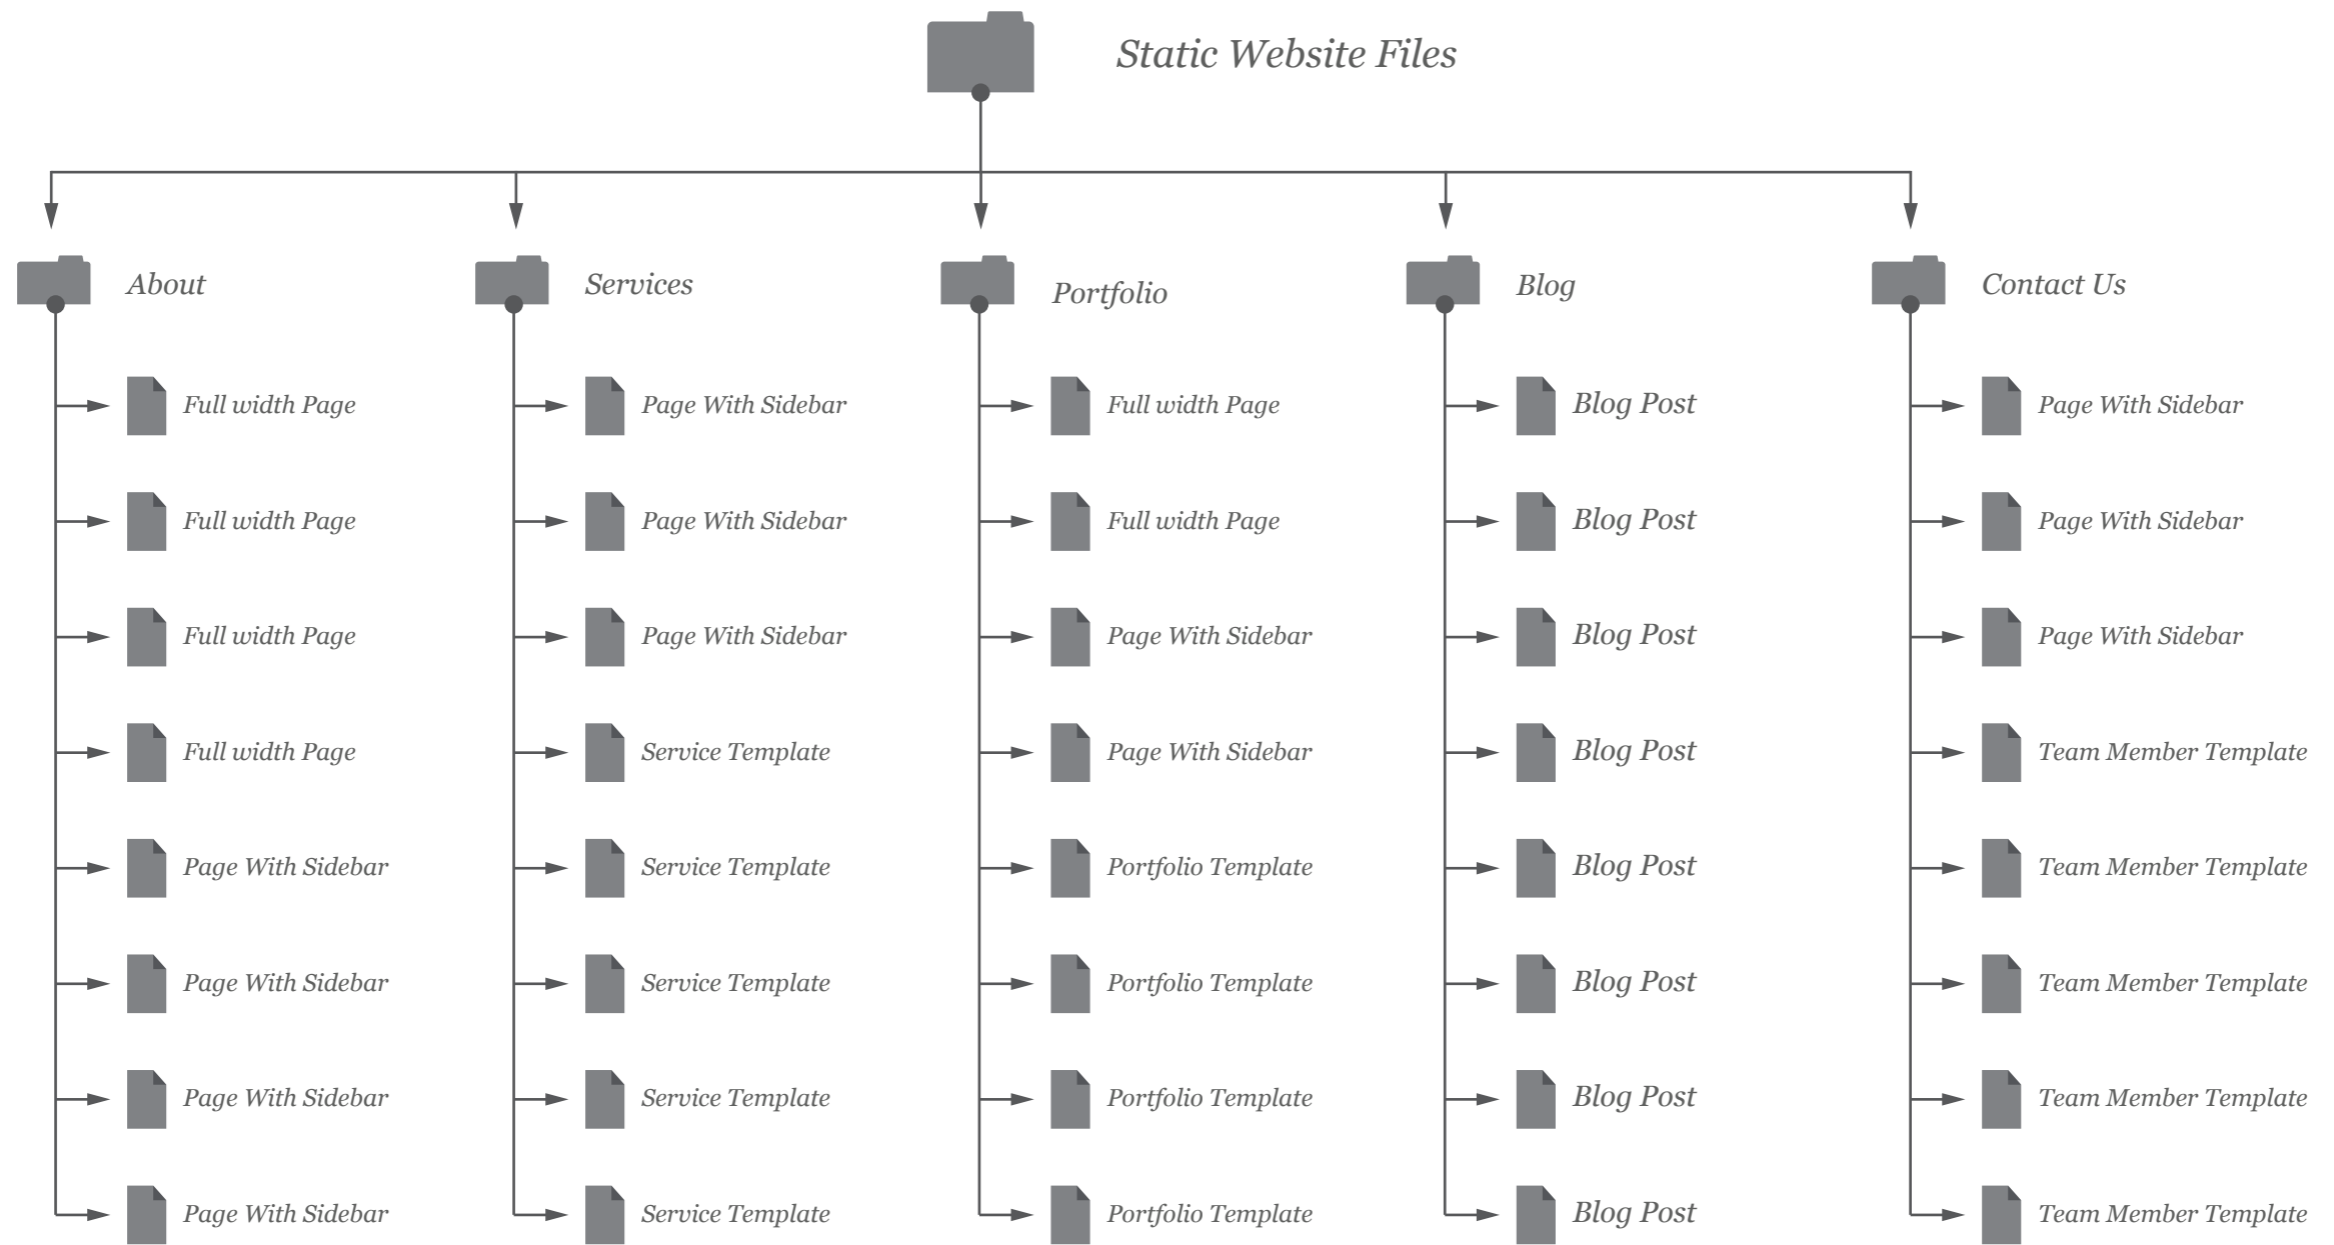 Static Website Files
About
Full width Page
Full width Page
Full width Page
Full width Page
Page With Sidebar
Page With Sidebar
Page With Sidebar
Page With Sidebar
Services
Page With Sidebar
Page With Sidebar
Page With Sidebar
Service Template
Service Template
Service Template
Service Template
Service Template
Portfolio
Full width Page
Full width Page
Page With Sidebar
Page With Sidebar
Portfolio Template
Portfolio Template
Portfolio Template
Portfolio Template
Blog
Blog Post
Blog Post
Blog Post
Blog Post
Blog Post
Blog Post
Blog Post
Blog Post
Contact Us
Page With Sidebar
Page With Sidebar
Page With Sidebar
Team Member Template
Team Member Template
Team Member Template
Team Member Template
Team Member Template